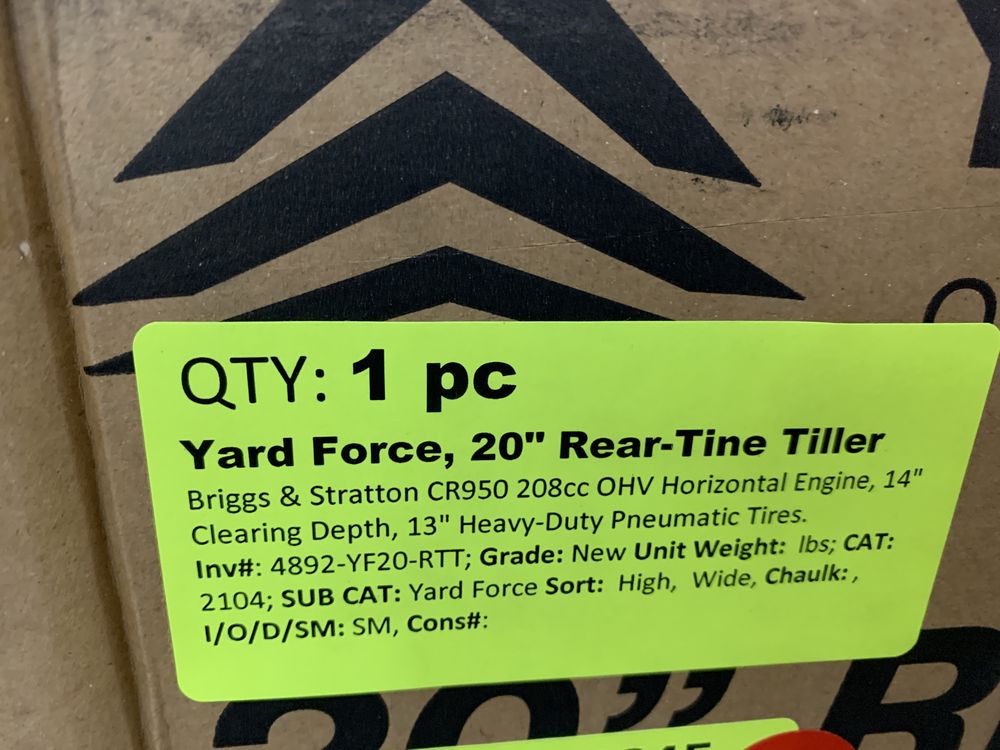 QTY: 1 pc
Yard Force, 20" Rear-Tine Tiller
Briggs & Stratton CR950 208cc OHV Horizontal Engine, 14"
Clearing Depth, 13" Heavy-Duty Pneumatic Tires.
Inv#: 4892-YF20-RTT; Grade: New Unit Weight:  lbs; CAT:
2104; SUB CAT: Yard Force Sort:  High,  Wide, Chaulk: ,
I/O/D/SM: SM, Cons#:
20" R